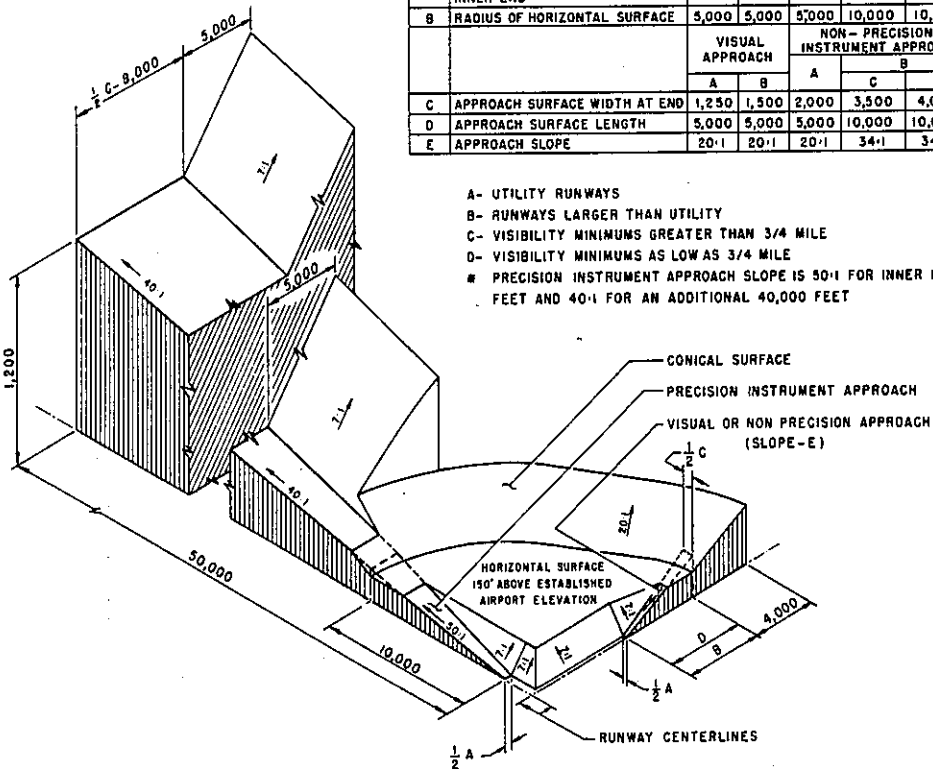 B RADIUS OF HORIZONTAL SURFACE 5,000 5,000 5,000 10,000 10,
VISUAL APPROACH
NON-PRECISION INSTRUMENT APPRO
A B A B
C
C APPROACH SURFACE WIDTH AT END 1,250 1,500 2,000 3,500 4,0
D APPROACH SURFACE LENGTH 5,000 5,000 5,000 10,000 10,0
E APPROACH SLOPE 20:1 20:1 20:1 34:1 34
A- UTILITY RUNWAYS
B- RUNWAYS LARGER THAN UTILITY
C- VISIBILITY MINIMUMS GREATER THAN 3/4 MILE
D- VISIBILITY MINIMUMS AS LOW AS 3/4 MILE
* PRECISION INSTRUMENT APPROACH SLOPE IS 50:1 FOR INNER
FEET AND 40:1 FOR AN ADDITIONAL 40,000 FEET
5,000
1/2 C-8,000
7:1
40:1
5,000
1,200
7:1
CONICAL SURFACE
PRECISION INSTRUMENT APPROACH
VISUAL OR NON PRECISION APPROACH
(SLOPE-E)
1/2 C
40:1
20:1
50,000
HORIZONTAL SURFACE
150' ABOVE ESTABLISHED
AIRPORT ELEVATION
50:1
7:1
7:1
7:1
7:1
4,000
D
B
10,000
1/2 A
RUNWAY CENTERLINES
1/2 A